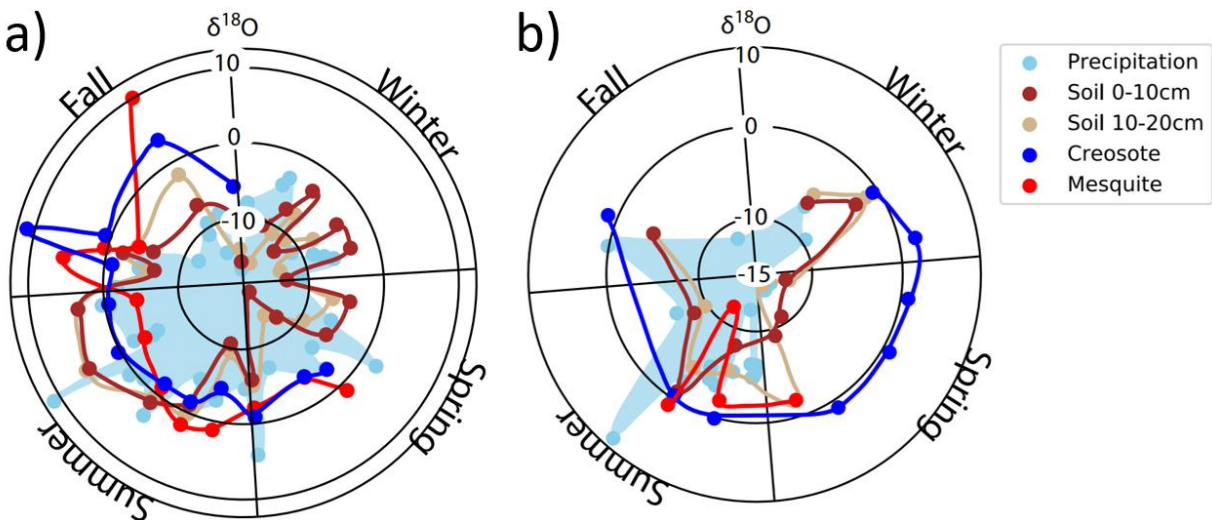 a)
δ¹⁸O
10
0
-10
Fall
Winter
Spring
Summer
b)
δ¹⁸O
10
0
-10
-15
Fall
Winter
Spring
Summer
Precipitation
Soil 0-10cm
Soil 10-20cm
Creosote
Mesquite